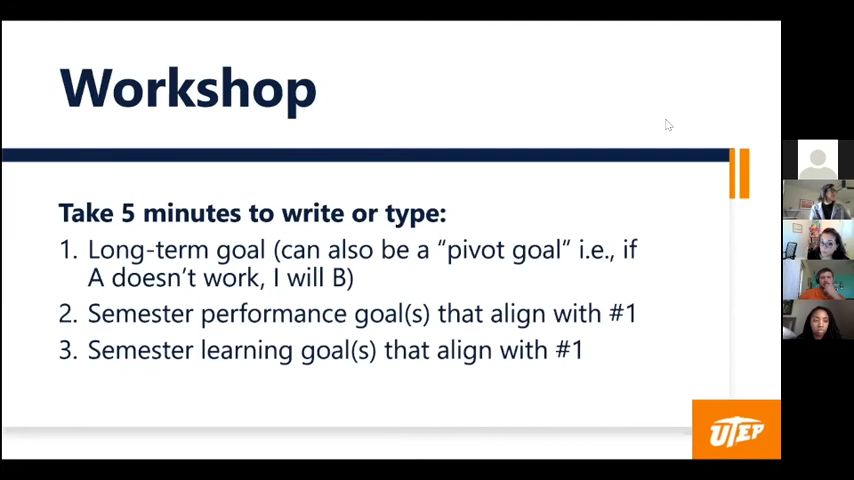 Workshop
Take 5 minutes to write or type:
1. Long-term goal (can also be a “pivot goal” i.e., if
A doesn’t work, I will B)
2. Semester performance goal(s) that align with #1
3. Semester learning goal(s) that align with #1
UTEP